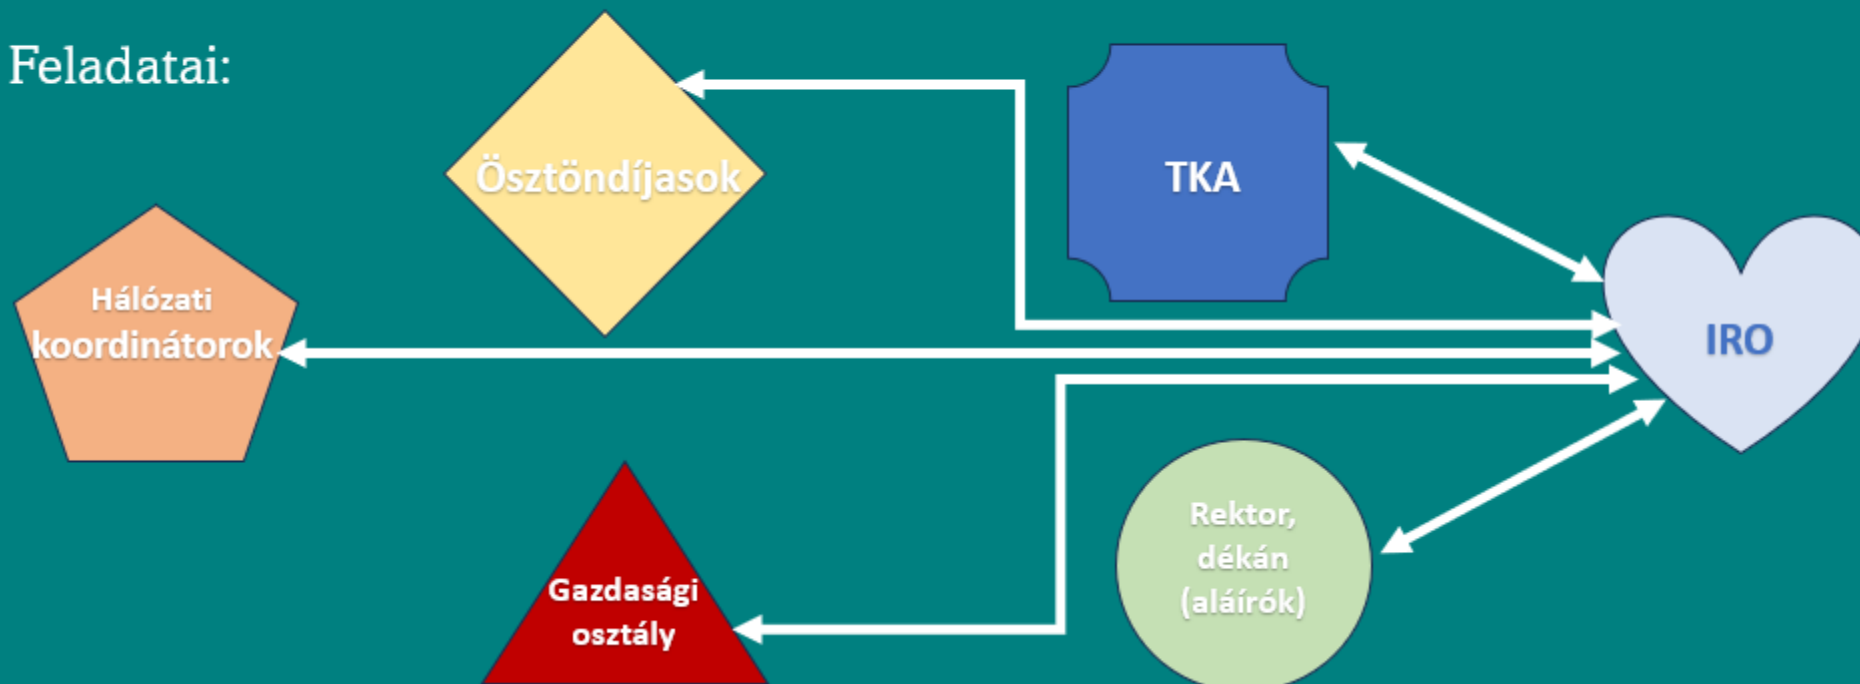 Feladatai:
Ösztöndíjasok
TKA
Hálózati
koordinátorok
IRO
Gazdasági
osztály
Rektor,
dékán
(aláírók)